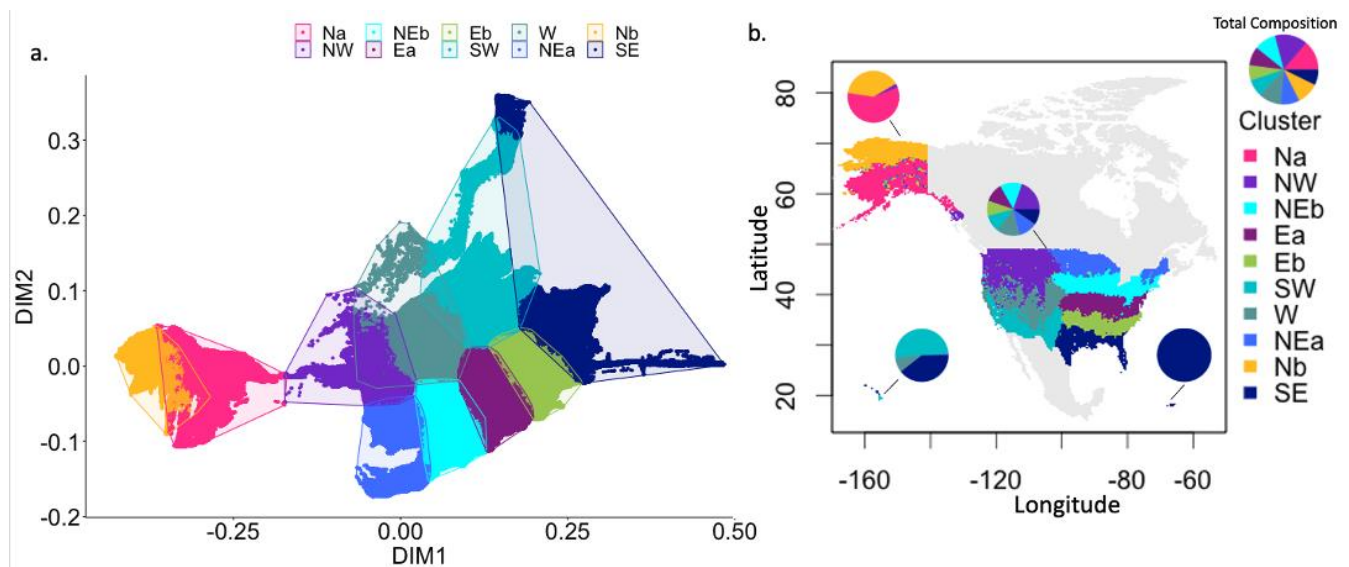 a.
Na NEb Eb W Nb
NW Ea SW NEa SE
DIM2
0.3
0.2
0.1
0.0
-0.1
-0.2
-0.25 0.00 0.25 0.50
DIM1
b.
Total Composition
Latitude
80
60
40
20
-160 -120 -80 -60
Longitude
Cluster
Na
NW
NEb
Ea
Eb
SW
W
NEa
Nb
SE